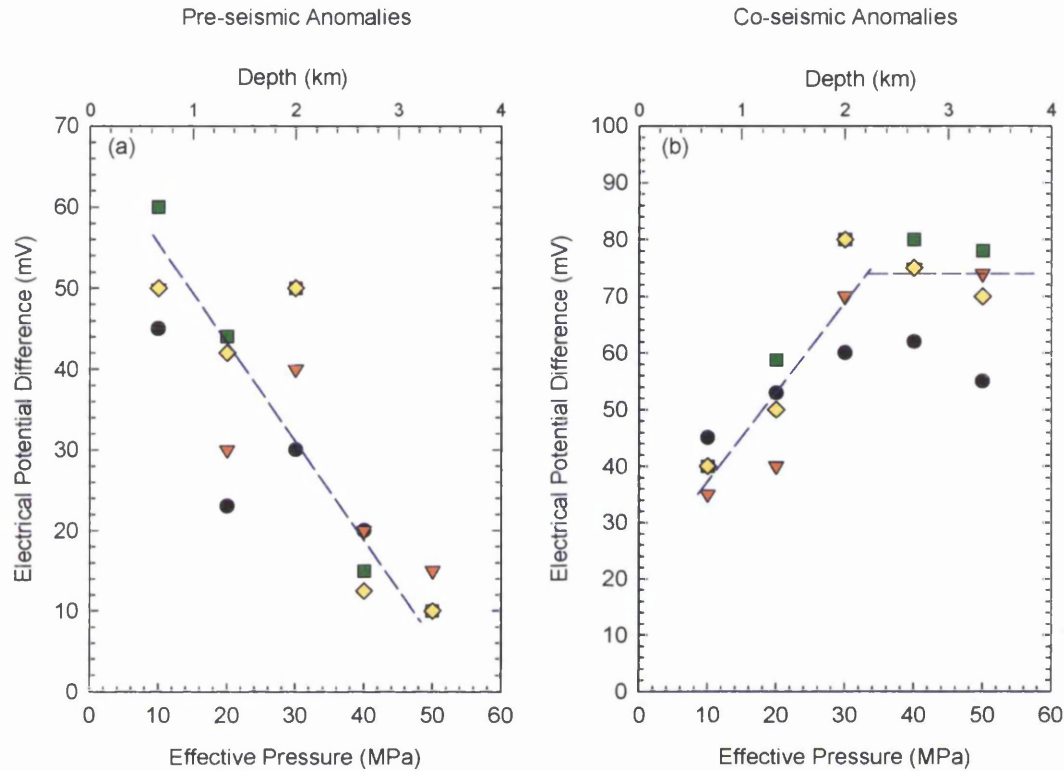 Pre-seismic Anomalies
Depth (km)
0 1 2 3 4
(a)
70
60
50
40
30
20
10
0
Electrical Potential Difference (mV)
0 10 20 30 40 50 60
Effective Pressure (MPa)
Co-seismic Anomalies
Depth (km)
0 1 2 3 4
(b)
100
90
80
70
60
50
40
30
20
10
0
Electrical Potential Difference (mV)
0 10 20 30 40 50 60
Effective Pressure (MPa)